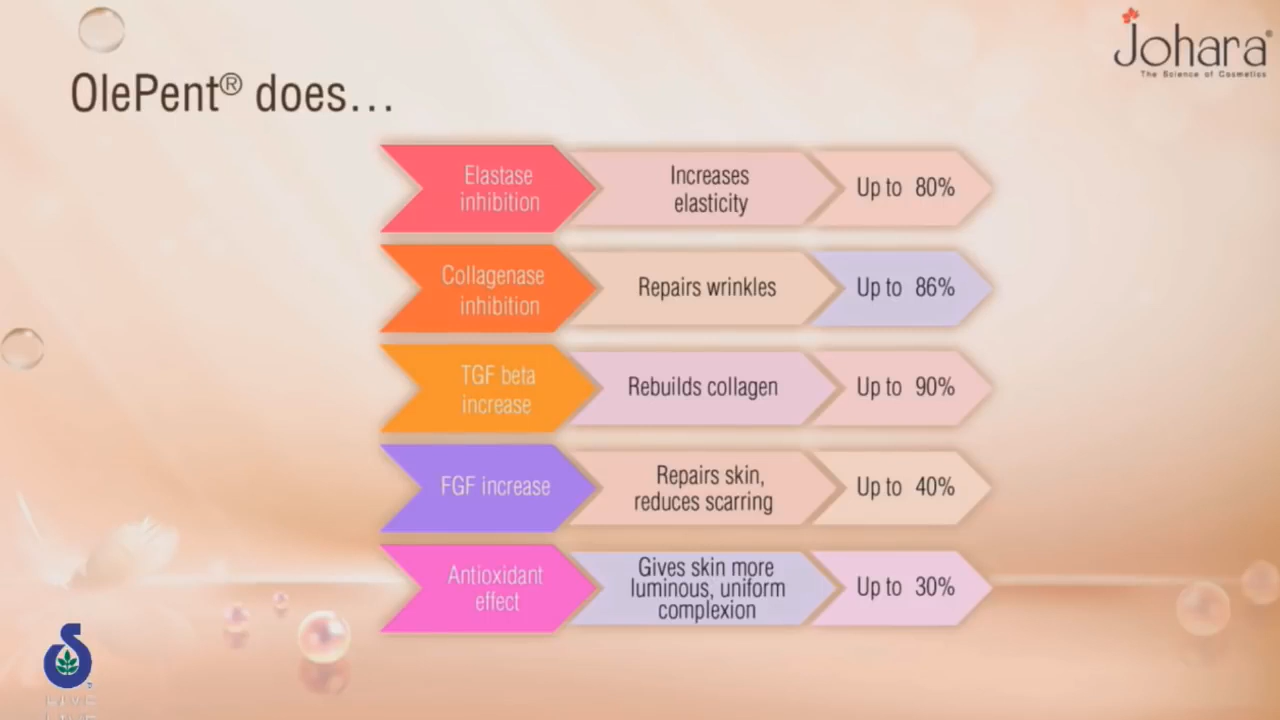 Johara®
The Science of Cosmetics
OlePent® does...
Elastase
inhibition
Increases
elasticity
Up to 80%
Collagenase
inhibition
Repairs wrinkles
Up to 86%
TGF beta
increase
Rebuilds collagen
Up to 90%
FGF increase
Repairs skin,
reduces scarring
Up to 40%
Antioxidant
effect
Gives skin more
luminous, uniform
complexion
Up to 30%